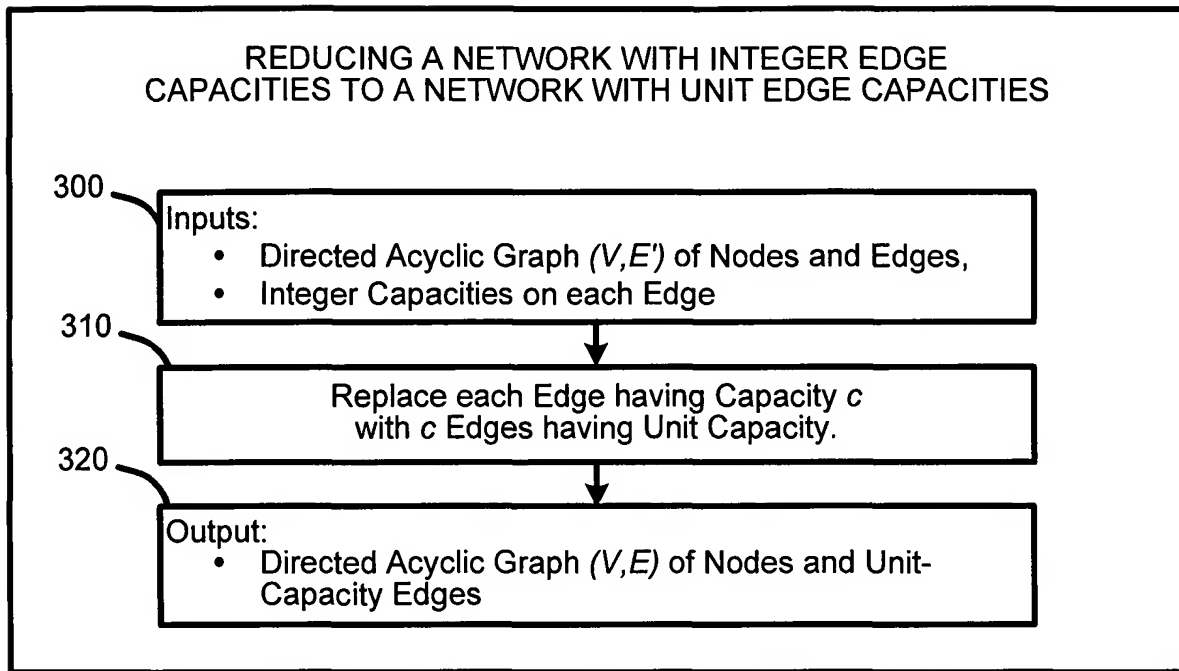 REDUCING A NETWORK WITH INTEGER EDGE
CAPACITIES TO A NETWORK WITH UNIT EDGE CAPACITIES
300
Inputs:
• Directed Acyclic Graph (V,E') of Nodes and Edges,
• Integer Capacities on each Edge
310
Replace each Edge having Capacity c
with c Edges having Unit Capacity.
320
Output:
• Directed Acyclic Graph (V,E) of Nodes and Unit-
Capacity Edges